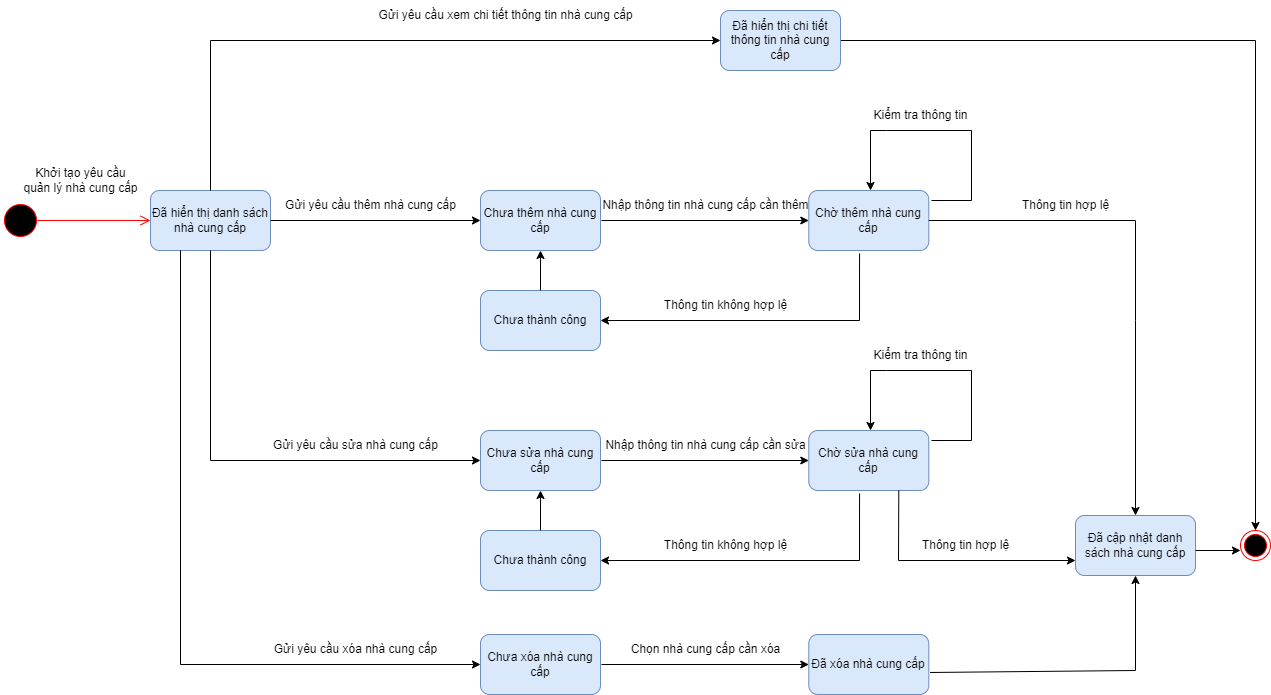 Gửi yêu cầu xem chi tiết thông tin nhà cung cấp
Đã hiển thị chi tiết
thông tin nhà cung
cấp
Kiểm tra thông tin
Khởi tạo yêu cầu
quản lý nhà cung cấp
Đã hiển thị danh sách
nhà cung cấp
Gửi yêu cầu thêm nhà cung cấp
Chưa thêm nhà cung
cấp
Nhập thông tin nhà cung cấp cần thêm
Chờ thêm nhà cung
cấp
Thông tin hợp lệ
Chưa thành công
Thông tin không hợp lệ
Kiểm tra thông tin
Gửi yêu cầu sửa nhà cung cấp
Chưa sửa nhà cung
cấp
Nhập thông tin nhà cung cấp cần sửa
Chờ sửa nhà cung
cấp
Chưa thành công
Thông tin không hợp lệ
Thông tin hợp lệ
Đã cập nhật danh
sách nhà cung cấp
Gửi yêu cầu xóa nhà cung cấp
Chưa xóa nhà cung
cấp
Chọn nhà cung cấp cần xóa
Đã xóa nhà cung cấp